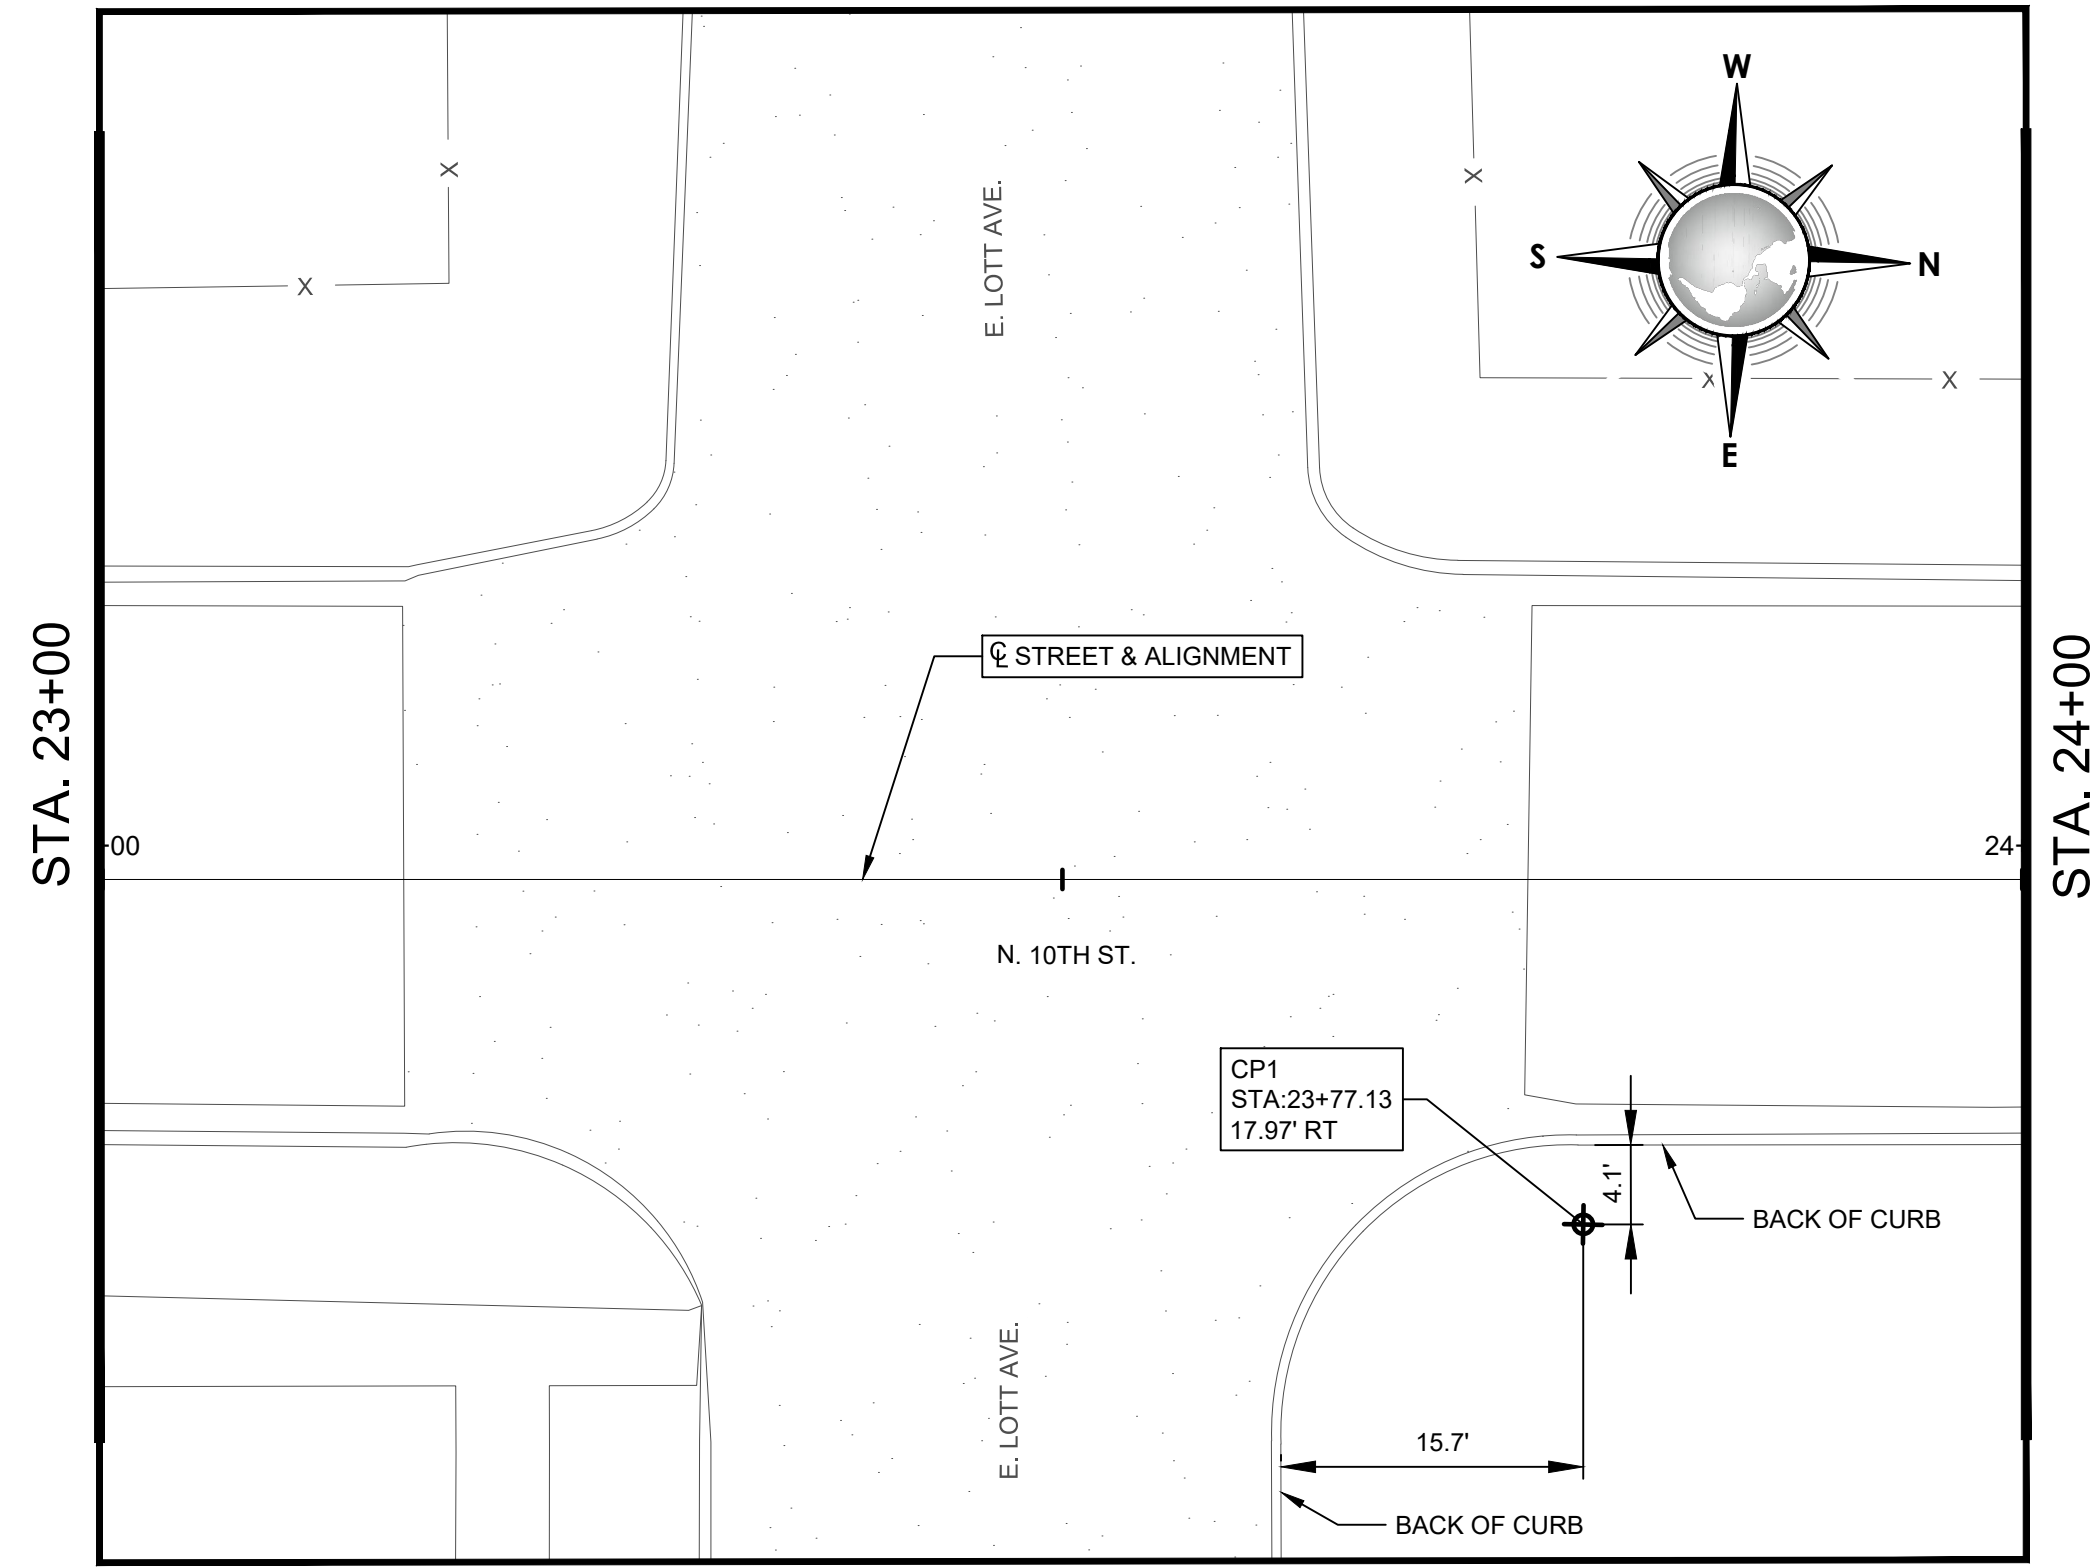 W
S
N
E
X
X
X
X
X
E. LOTT AVE.
℄ STREET & ALIGNMENT
STA. 23+00
STA. 24+00
00
24
N. 10TH ST.
CP1
STA:23+77.13
17.97' RT
4.1'
BACK OF CURB
E. LOTT AVE.
15.7'
BACK OF CURB